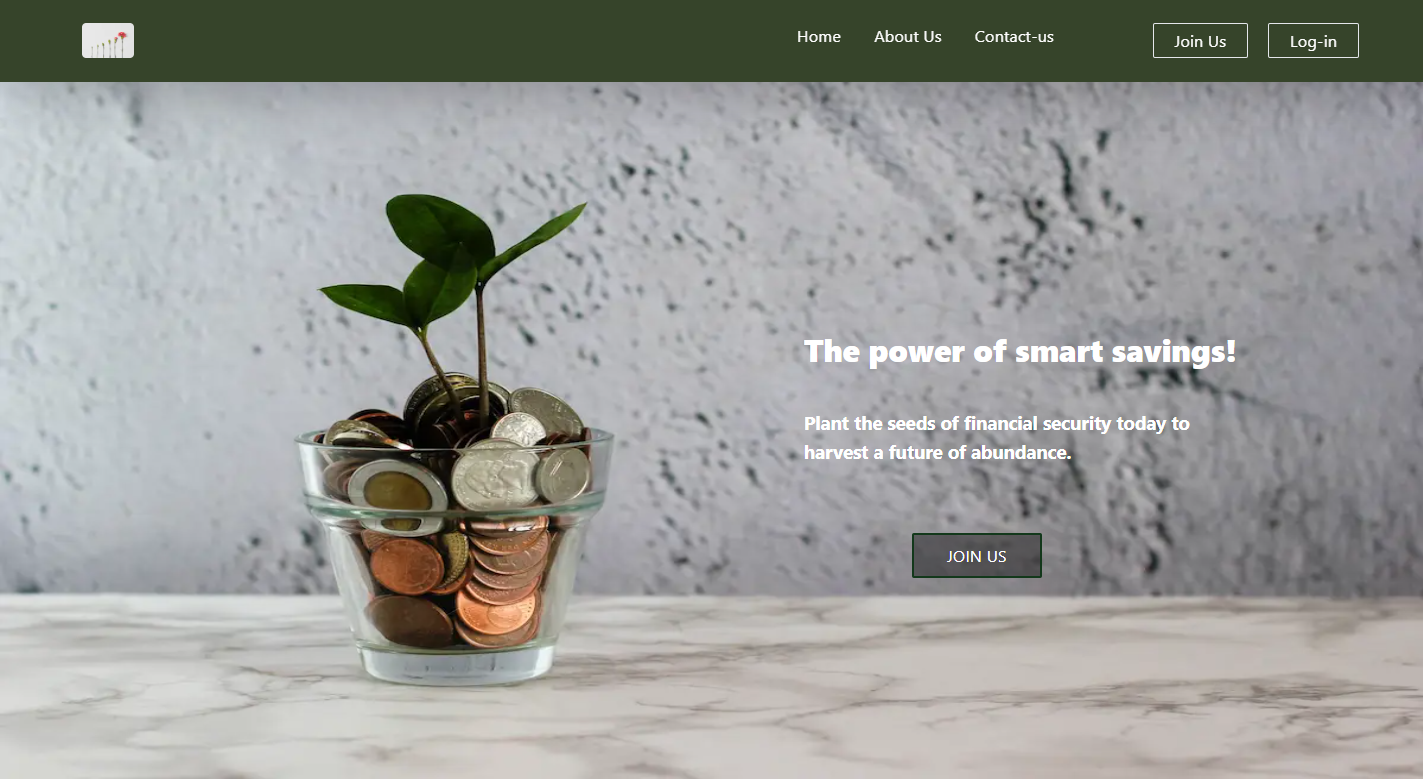 Home
About Us
Contact-us
Join Us
Log-in
The power of smart savings!
Plant the seeds of financial security today to
harvest a future of abundance.
JOIN US